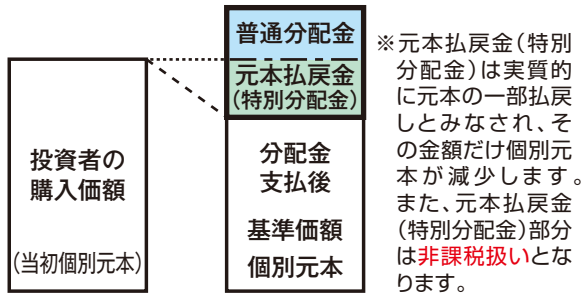 投資者の
購入価額
(当初個別元本)
普通分配金
元本払戻金
(特別分配金)
分配金
支払後
基準価額
個別元本
※元本払戻金(特別
分配金)は実質的
に元本の一部払戻
しとみなされ、そ
の金額だけ個別元
本が減少します。
また、元本払戻金
(特別分配金)部分
は非課税扱いとな
ります。